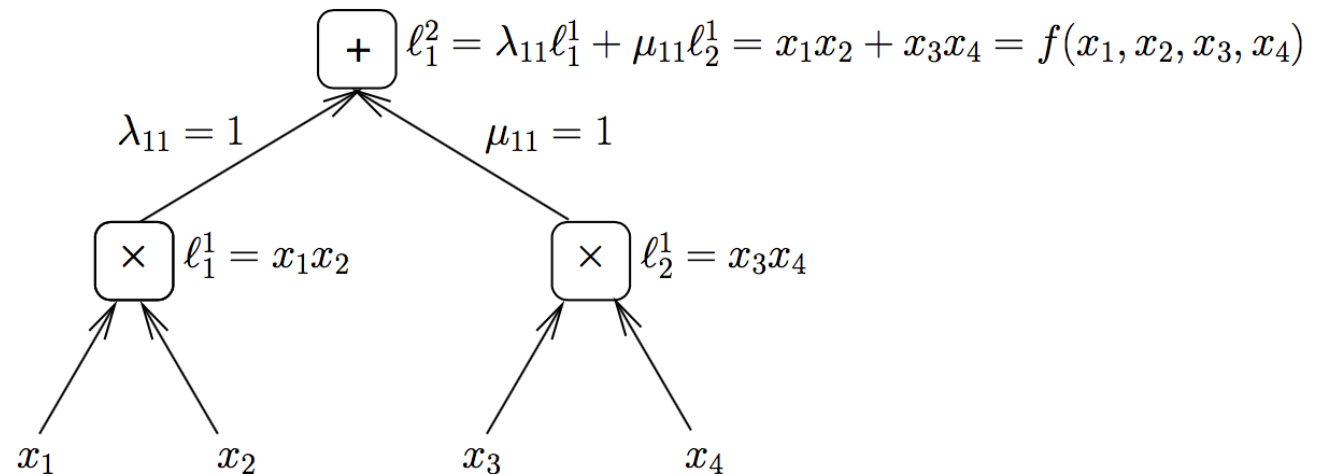 + ℓ₁² = λ₁₁ℓ₁¹ + μ₁₁ℓ₂¹ = x₁x₂ + x₃x₄ = f(x₁, x₂, x₃, x₄)
λ₁₁ = 1 μ₁₁ = 1
× ℓ₁¹ = x₁x₂ × ℓ₂¹ = x₃x₄
x₁ x₂ x₃ x₄